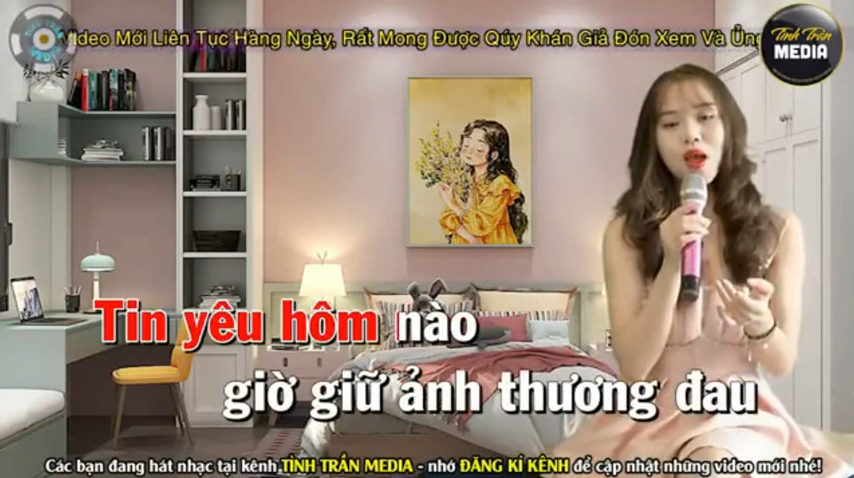 Video Mới Liên Tục Hàng Ngày, Rất Mong Được Qúy Khán Giả Đón Xem Và Ủng
Tình Trần
MEDIA
Tin yêu hôm nào
giờ giữ ảnh thương đau
Các bạn đang hát nhạc tại kênh TÌNH TRẦN MEDIA - nhớ ĐĂNG KÍ KÊNH để cập nhật những video mới nhé!